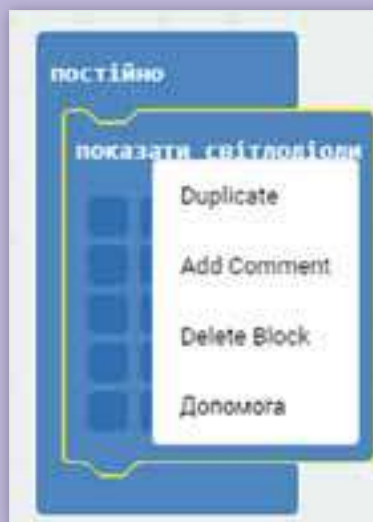 постійно
показати світлодіоди
Duplicate
Add Comment
Delete Block
Допомога